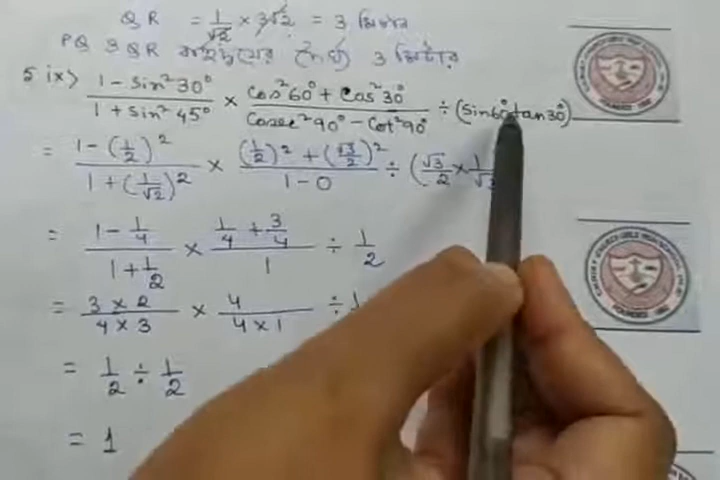 QR = 1/√2 × 3√2 = 3 মিটার
PQ ও QR বাহুদ্বয়ের দৈর্ঘ্য 3 মিটার
5 ix> (1 - sin²30°)/(1 + sin²45°) × (cos²60° + cos²30°)/(cosec²90° - cot²90°) ÷ (sin60° tan30°)
= (1 - (1/2)²)/(1 + (1/√2)²) × ((1/2)² + (√3/2)²)/(1 - 0) ÷ (√3/2 × 1/√3
= (1 - 1/4)/(1 + 1/2) × (1/4 + 3/4)/1 ÷ 1/2
= (3 × 2)/(4 × 3) × 4/(4 × 1) ÷ 1
= 1/2 ÷ 1/2
= 1